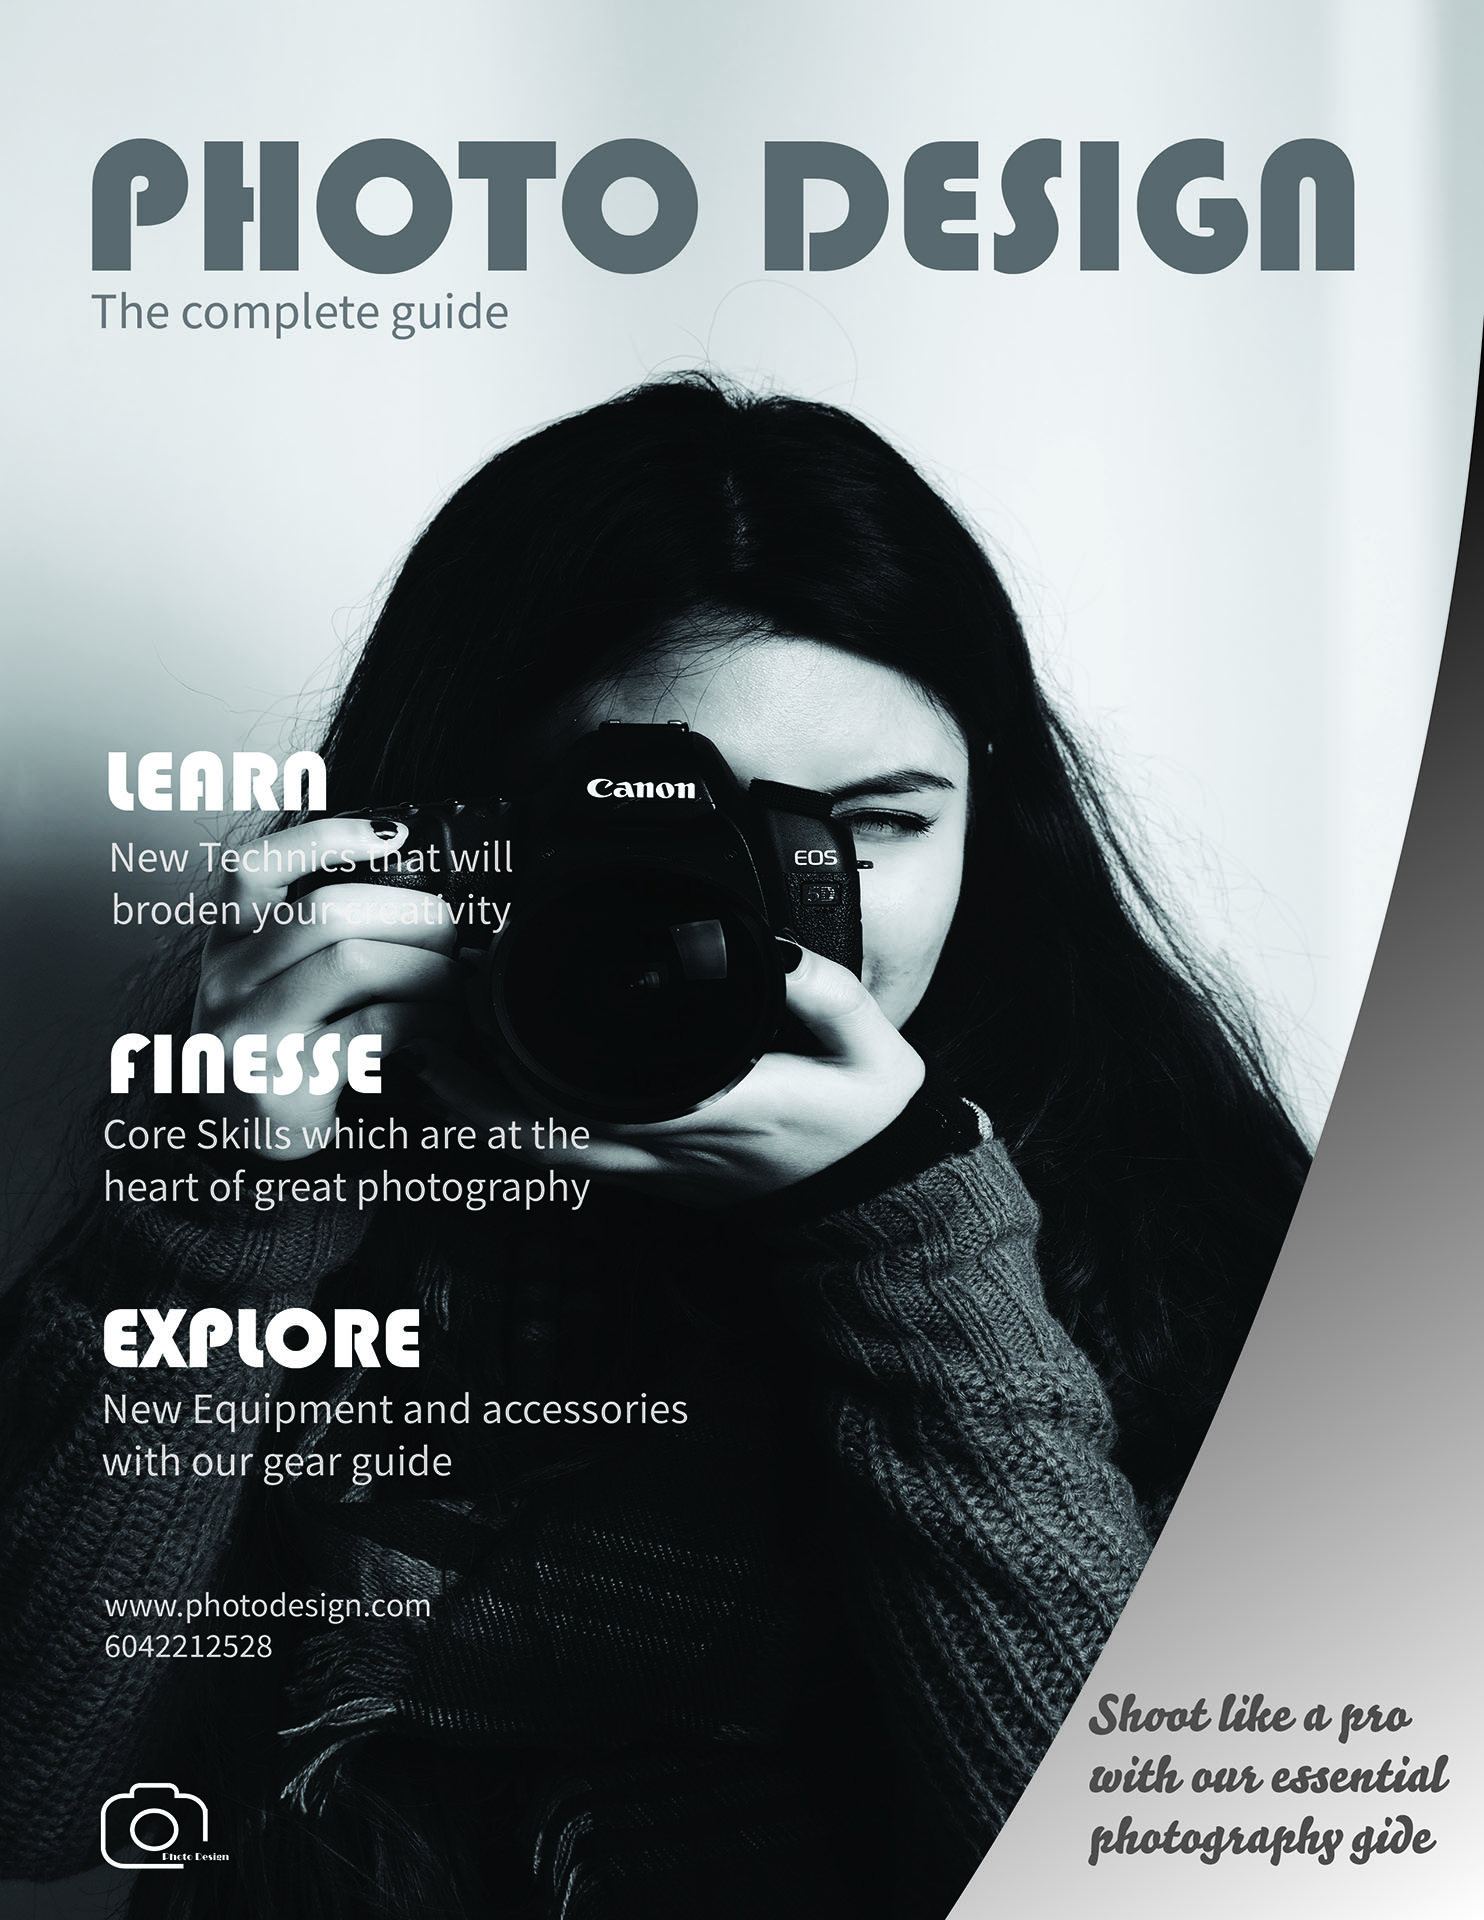 PHOTO DESIGN
The complete guide
Canon
EOS
5D
LEARN
New Technics that will
broden your creativity
FINESSE
Core Skills which are at the
heart of great photography
EXPLORE
New Equipment and accessories
with our gear guide
www.photodesign.com
6042212528
Photo Design
Shoot like a pro
with our essential
photography gide